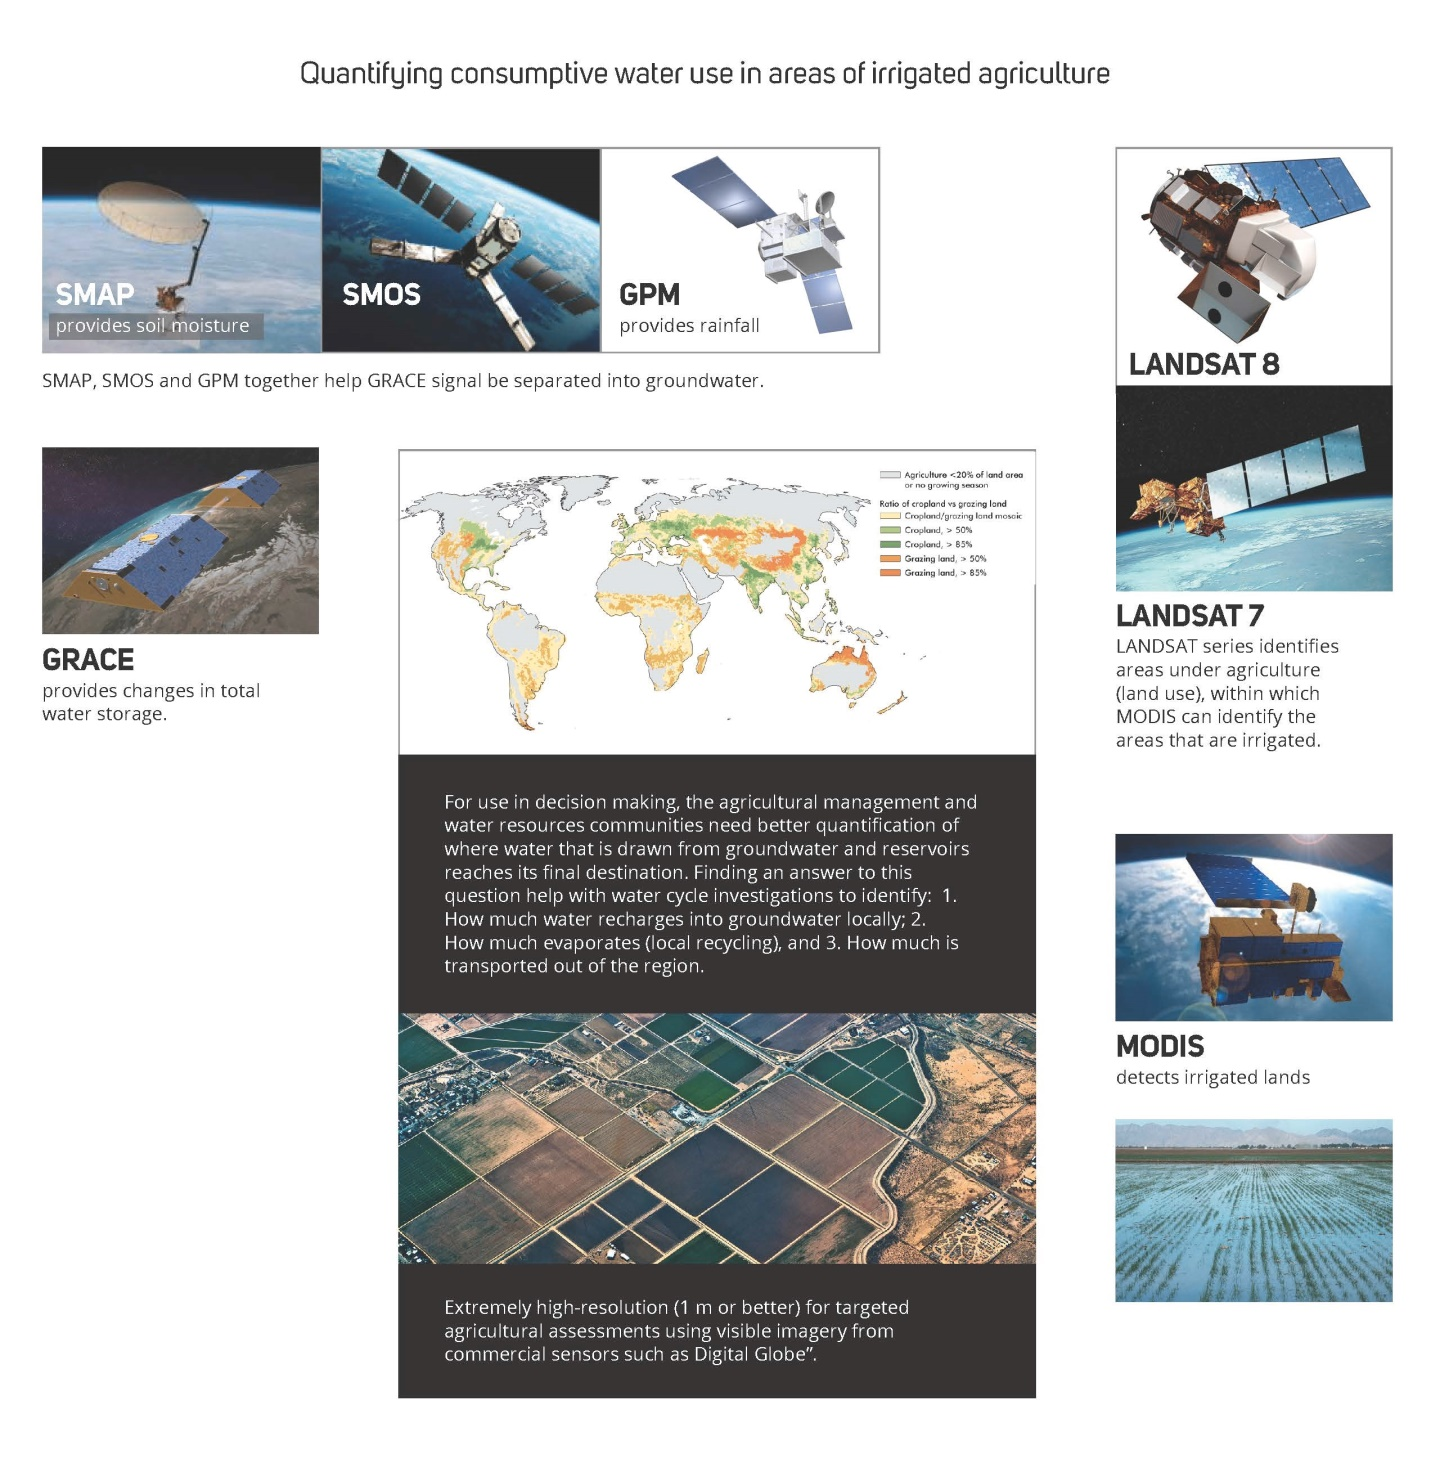 Quantifying consumptive water use in areas of irrigated agriculture
SMAP
provides soil moisture
SMOS
GPM
provides rainfall
SMAP, SMOS and GPM together help GRACE signal be separated into groundwater.
GRACE
provides changes in total
water storage.
Agriculture <20% of land area
or no growing season
Ratio of cropland vs grazing land
Cropland/grazing land mosaic
Cropland, > 50%
Cropland, > 85%
Grazing land, > 50%
Grazing land, > 85%
For use in decision making, the agricultural management and
water resources communities need better quantification of
where water that is drawn from groundwater and reservoirs
reaches its final destination. Finding an answer to this
question help with water cycle investigations to identify: 1.
How much water recharges into groundwater locally; 2.
How much evaporates (local recycling), and 3. How much is
transported out of the region.
Extremely high-resolution (1 m or better) for targeted
agricultural assessments using visible imagery from
commercial sensors such as Digital Globe”.
LANDSAT 8
LANDSAT 7
LANDSAT series identifies
areas under agriculture
(land use), within which
MODIS can identify the
areas that are irrigated.
MODIS
detects irrigated lands